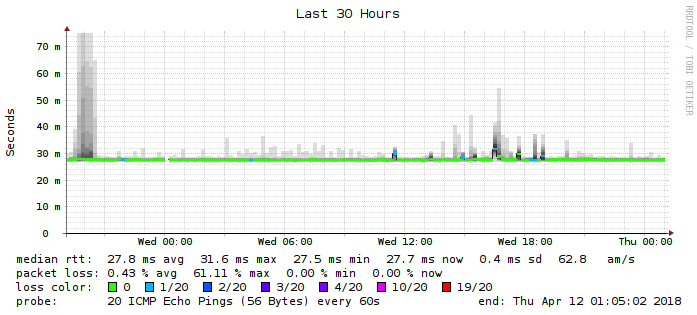 Last 30 Hours
RRDTOOL / TOBI OETIKER
Seconds
70 m
60 m
50 m
40 m
30 m
20 m
10 m
0
Wed 00:00 Wed 06:00 Wed 12:00 Wed 18:00 Thu 00:00
median rtt: 27.8 ms avg 31.6 ms max 27.5 ms min 27.7 ms now 0.4 ms sd 62.8 am/s
packet loss: 0.43 % avg 61.11 % max 0.00 % min 0.00 % now
loss color: 0 1/20 2/20 3/20 4/20 10/20 19/20
probe: 20 ICMP Echo Pings (56 Bytes) every 60s end: Thu Apr 12 01:05:02 2018